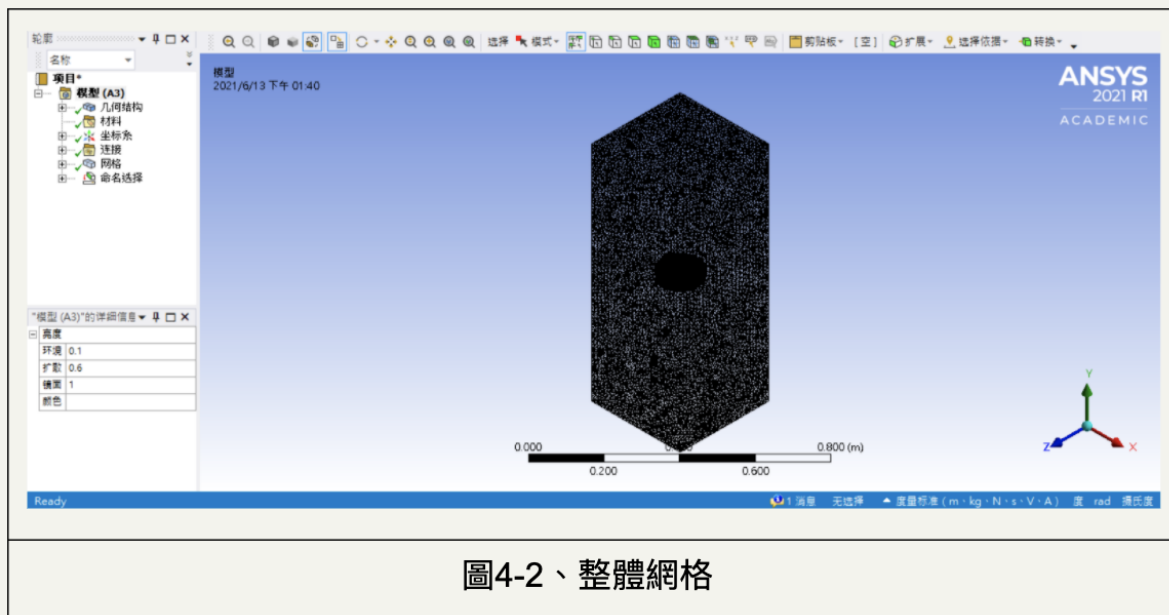 轮廓
选择 模式 剪贴板 [空] 扩展 选择依据 转换
名称
项目*
模型 (A3)
几何结构
材料
坐标系
连接
网格
命名选择
模型
2021/6/13 下午 01:40
ANSYS
2021 R1
ACADEMIC
0.000 0.800 (m)
0.200 0.600
Y
Z X
"模型 (A3)"的详细信息
亮度
环境 0.1
扩散 0.6
镜面 1
颜色
Ready 1 消息 无选择 度量标准 (m、kg、N、s、V、A) 度 rad 摄氏度
圖4-2、整體網格